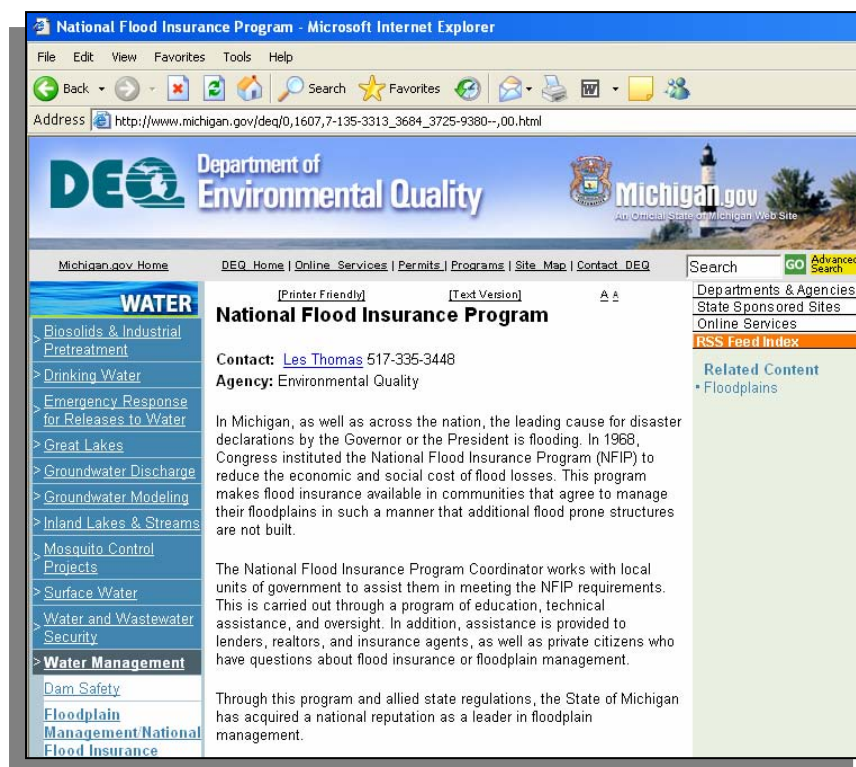 National Flood Insurance Program - Microsoft Internet Explorer
File Edit View Favorites Tools Help
Back Search Favorites
Address http://www.michigan.gov/deq/0,1607,7-135-3313_3684_3725-9380--,00.html
DEQ Department of
Environmental Quality
Michigan.gov
An Official State of Michigan Web Site
Michigan.gov Home
DEQ Home | Online Services | Permits | Programs | Site Map | Contact DEQ
Search GO Advanced
Search
WATER
> Biosolids & Industrial
Pretreatment
> Drinking Water
> Emergency Response
for Releases to Water
> Great Lakes
> Groundwater Discharge
> Groundwater Modeling
> Inland Lakes & Streams
> Mosquito Control
Projects
> Surface Water
> Water and Wastewater
Security
> Water Management
Dam Safety
Floodplain
Management/National
Flood Insurance
[Printer Friendly] [Text Version] A A
National Flood Insurance Program
Contact: Les Thomas 517-335-3448
Agency: Environmental Quality
In Michigan, as well as across the nation, the leading cause for disaster
declarations by the Governor or the President is flooding. In 1968,
Congress instituted the National Flood Insurance Program (NFIP) to
reduce the economic and social cost of flood losses. This program
makes flood insurance available in communities that agree to manage
their floodplains in such a manner that additional flood prone structures
are not built.
The National Flood Insurance Program Coordinator works with local
units of government to assist them in meeting the NFIP requirements.
This is carried out through a program of education, technical
assistance, and oversight. In addition, assistance is provided to
lenders, realtors, and insurance agents, as well as private citizens who
have questions about flood insurance or floodplain management.
Through this program and allied state regulations, the State of Michigan
has acquired a national reputation as a leader in floodplain
management.
Departments & Agencies
State Sponsored Sites
Online Services
RSS Feed Index
Related Content
• Floodplains